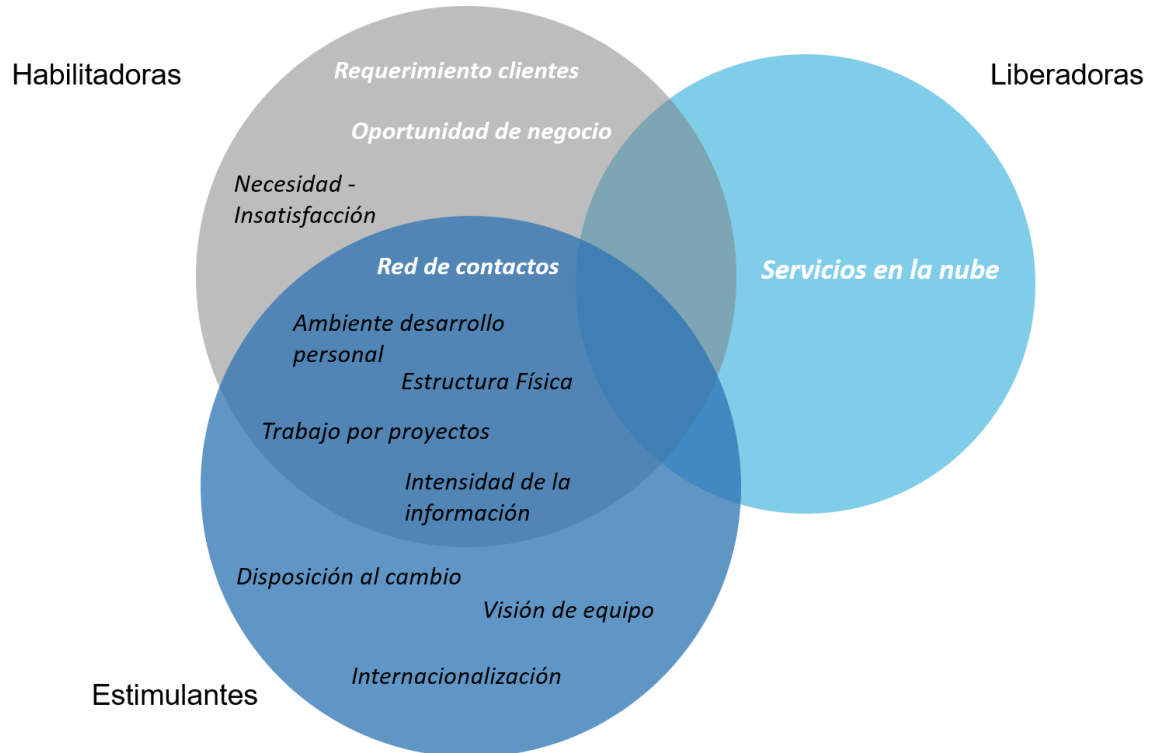 Habilitadoras
Liberadoras
Requerimiento clientes
Oportunidad de negocio
Necesidad -
Insatisfacción
Red de contactos
Servicios en la nube
Ambiente desarrollo
personal
Estructura Física
Trabajo por proyectos
Intensidad de la
información
Disposición al cambio
Visión de equipo
Internacionalización
Estimulantes